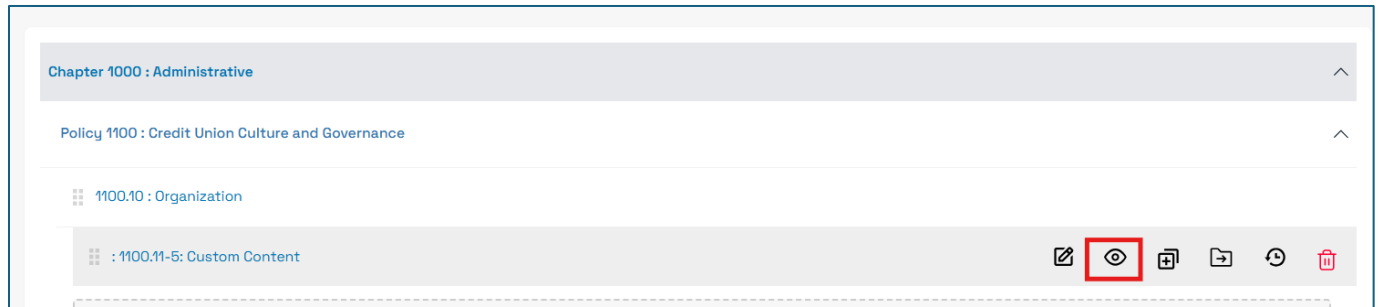 Chapter 1000 : Administrative
Policy 1100 : Credit Union Culture and Governance
1100.10 : Organization
: 1100.11-5: Custom Content